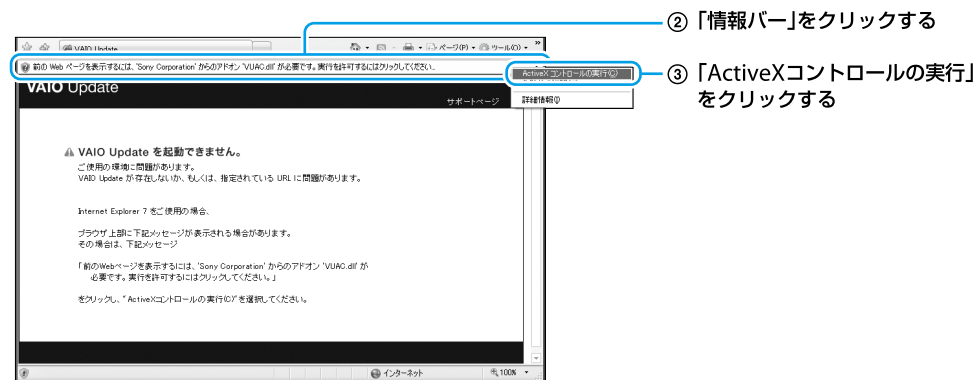 ② 「情報バー」をクリックする
VAIO Update
ページ(P)
ツール(O)
»
前の Web ページを表示するには、'Sony Corporation' からのアドオン 'VUAC.dll' が必要です。実行を許可するにはクリックしてください...
ActiveX コントロールの実行(C)
③ 「ActiveXコントロールの実行」
をクリックする
詳細情報(I)
VAIO Update
サポートページ
VAIO Update を起動できません。
ご使用の環境に問題があります。
VAIO Update が存在しないか、もしくは、指定されている URL に問題があります。
Internet Explorer 7 をご使用の場合、
ブラウザ上部に下記メッセージが表示される場合があります。
その場合は、下記メッセージ
「前のWebページを表示するには、'Sony Corporation' からのアドオン 'VUAC.dll' が
必要です。実行を許可するにはクリックしてください。」
をクリックし、"ActiveXコントロールの実行(C)"を選択してください。
インターネット
100%